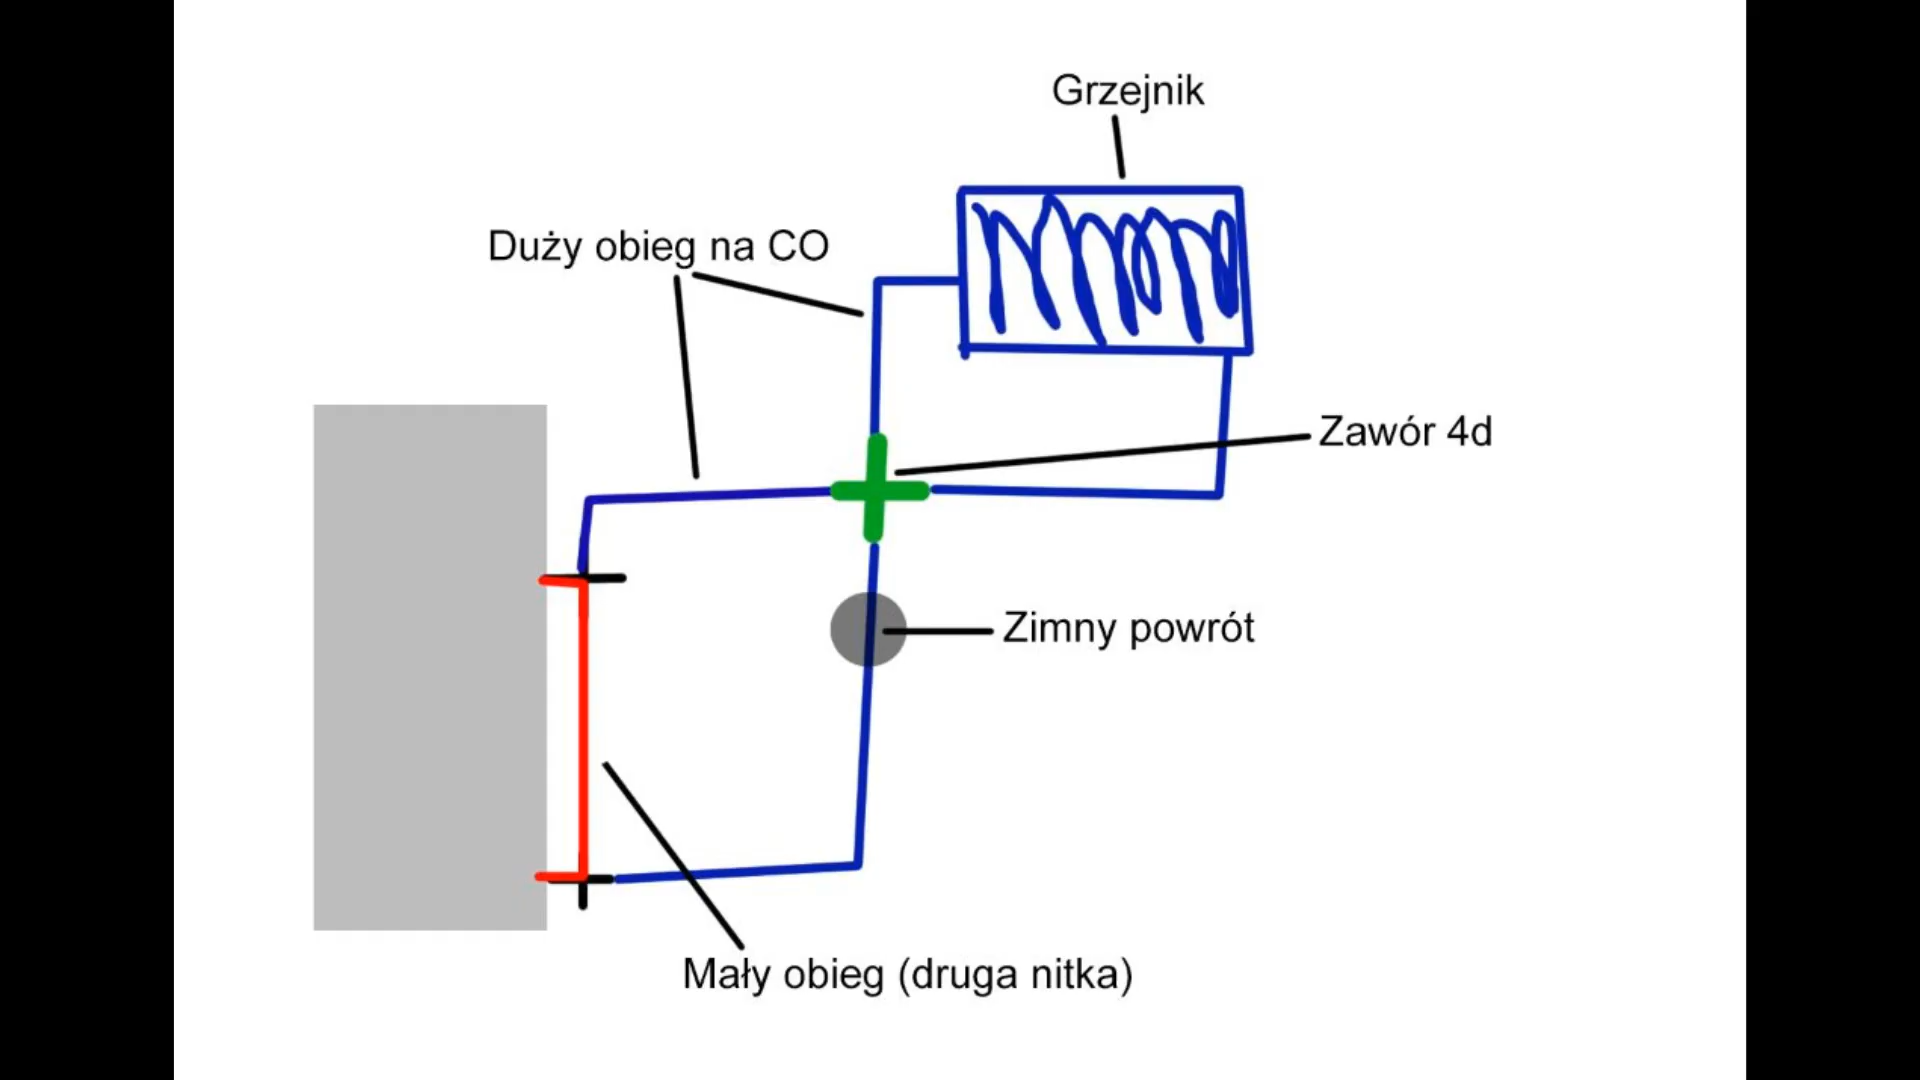 Grzejnik
Duży obieg na CO
Zawór 4d
Zimny powrót
Mały obieg (druga nitka)